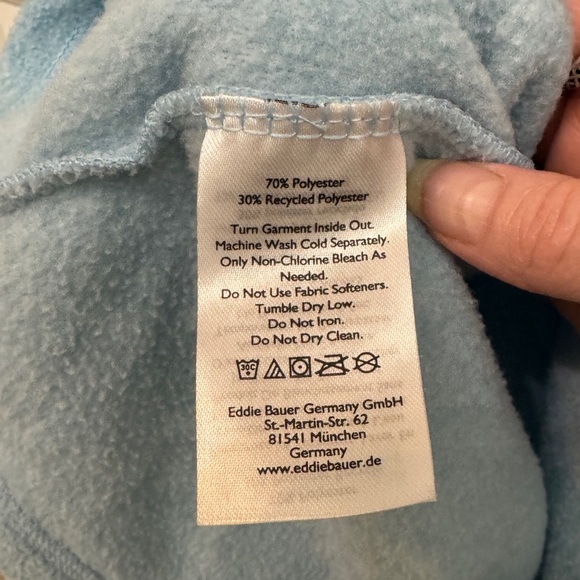 70% Polyester
30% Recycled Polyester
Turn Garment Inside Out.
Machine Wash Cold Separately.
Only Non-Chlorine Bleach As
Needed.
Do Not Use Fabric Softeners.
Tumble Dry Low.
Do Not Iron.
Do Not Dry Clean.
30C
Eddie Bauer Germany GmbH
St.-Martin-Str. 62
81541 München
Germany
www.eddiebauer.de